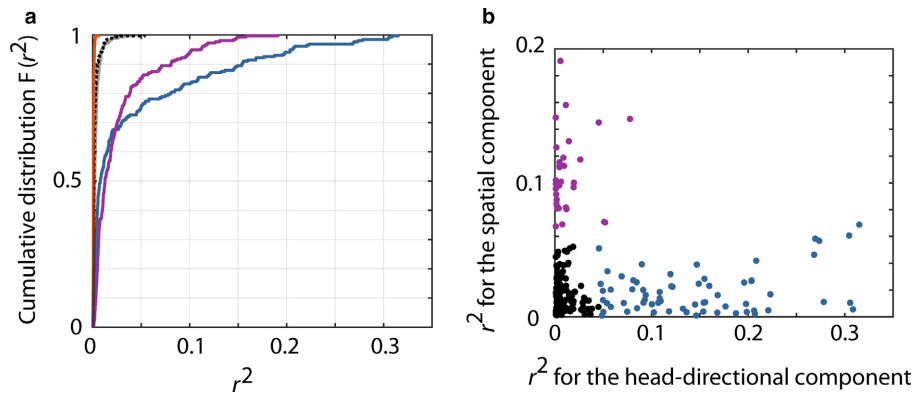 a
Cumulative distribution F (r²)
1
0.5
0
0 0.1 0.2 0.3
r²
b
r² for the spatial component
0.2
0.1
0
0 0.1 0.2 0.3
r² for the head-directional component